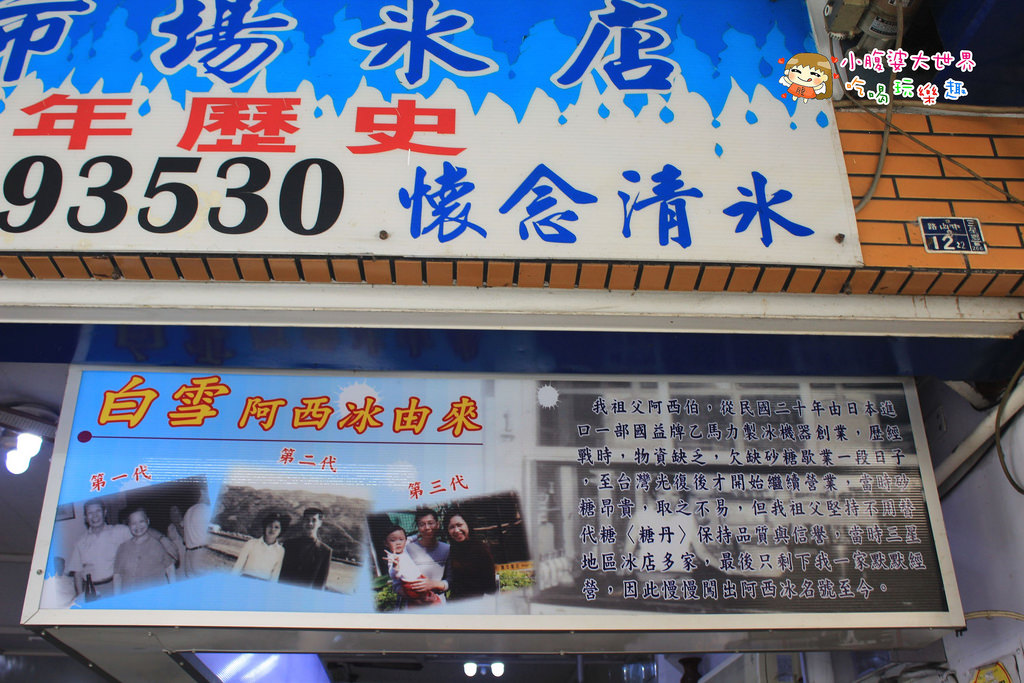 市場氷店
小腹婆大世界
吃喝玩樂趣
年歷史
93530
懷念清氷
中山路
12
白雪 阿西冰由來
第一代
第二代
第三代
我祖父阿西伯，從民國二十年由日本進
口一部國益牌乙馬力製冰機器創業，歷經
戰時，物資缺乏，欠缺砂糖歇業一段日子
，至台灣光復後才開始繼續營業，當時砂
糖昂貴，取之不易，但我祖父堅持不用替
代糖〈糖丹〉保持品質與信譽，當時三星
地區冰店多家，最後只剩下我一家默默經
營，因此慢慢闖出阿西冰名號至今。